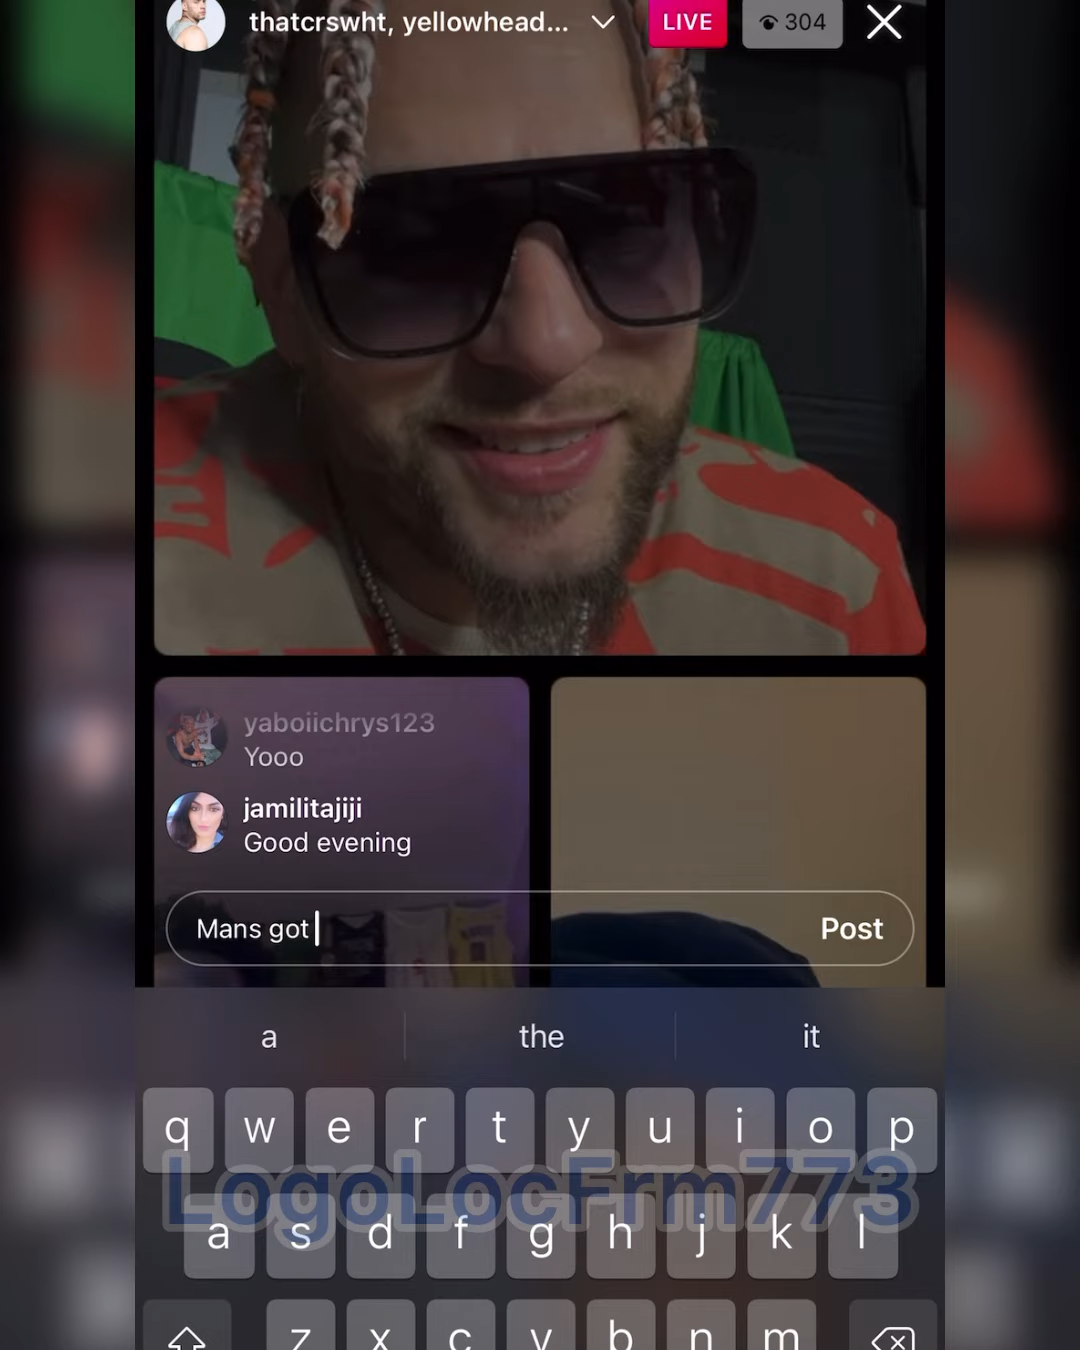 thatcrswht, yellowhead...
LIVE
304
yaboiichrys123
Yooo
jamilitajiji
Good evening
Mans got
Post
a
the
it
q w e r t y u i o p
LogoLocFrm773
a s d f g h j k l
z x c v b n m